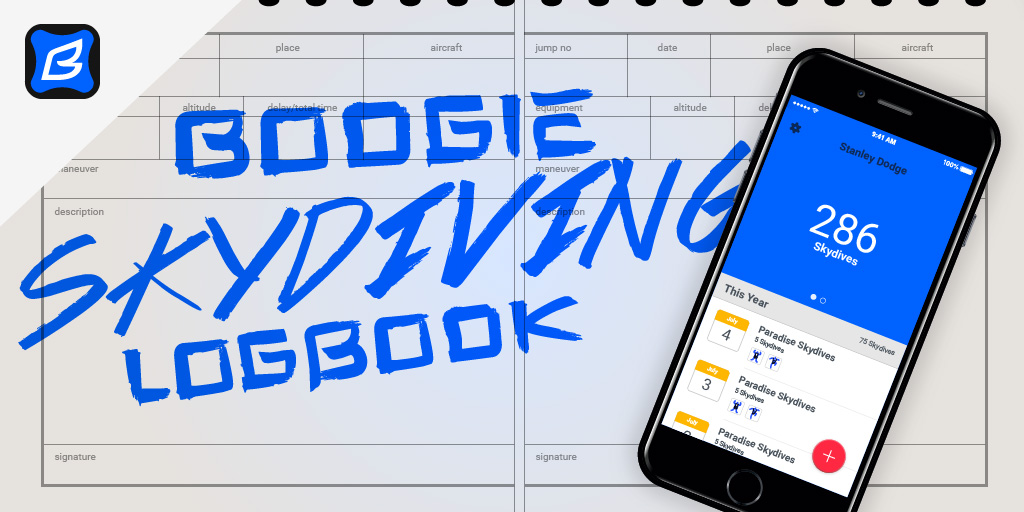 B
place
aircraft
jump no
date
place
aircraft
altitude
delay/total time
equipment
altitude
maneuver
maneuver
description
description
signature
signature
BOOGIE
SKYDIVING
LOGBOOK
9:41 AM
100%
Stanley Dodge
286
Skydives
This Year
75 Skydives
July
4
Paradise Skydives
5 Skydives
July
3
Paradise Skydives
5 Skydives
July
Paradise Skydives
5 Skydives